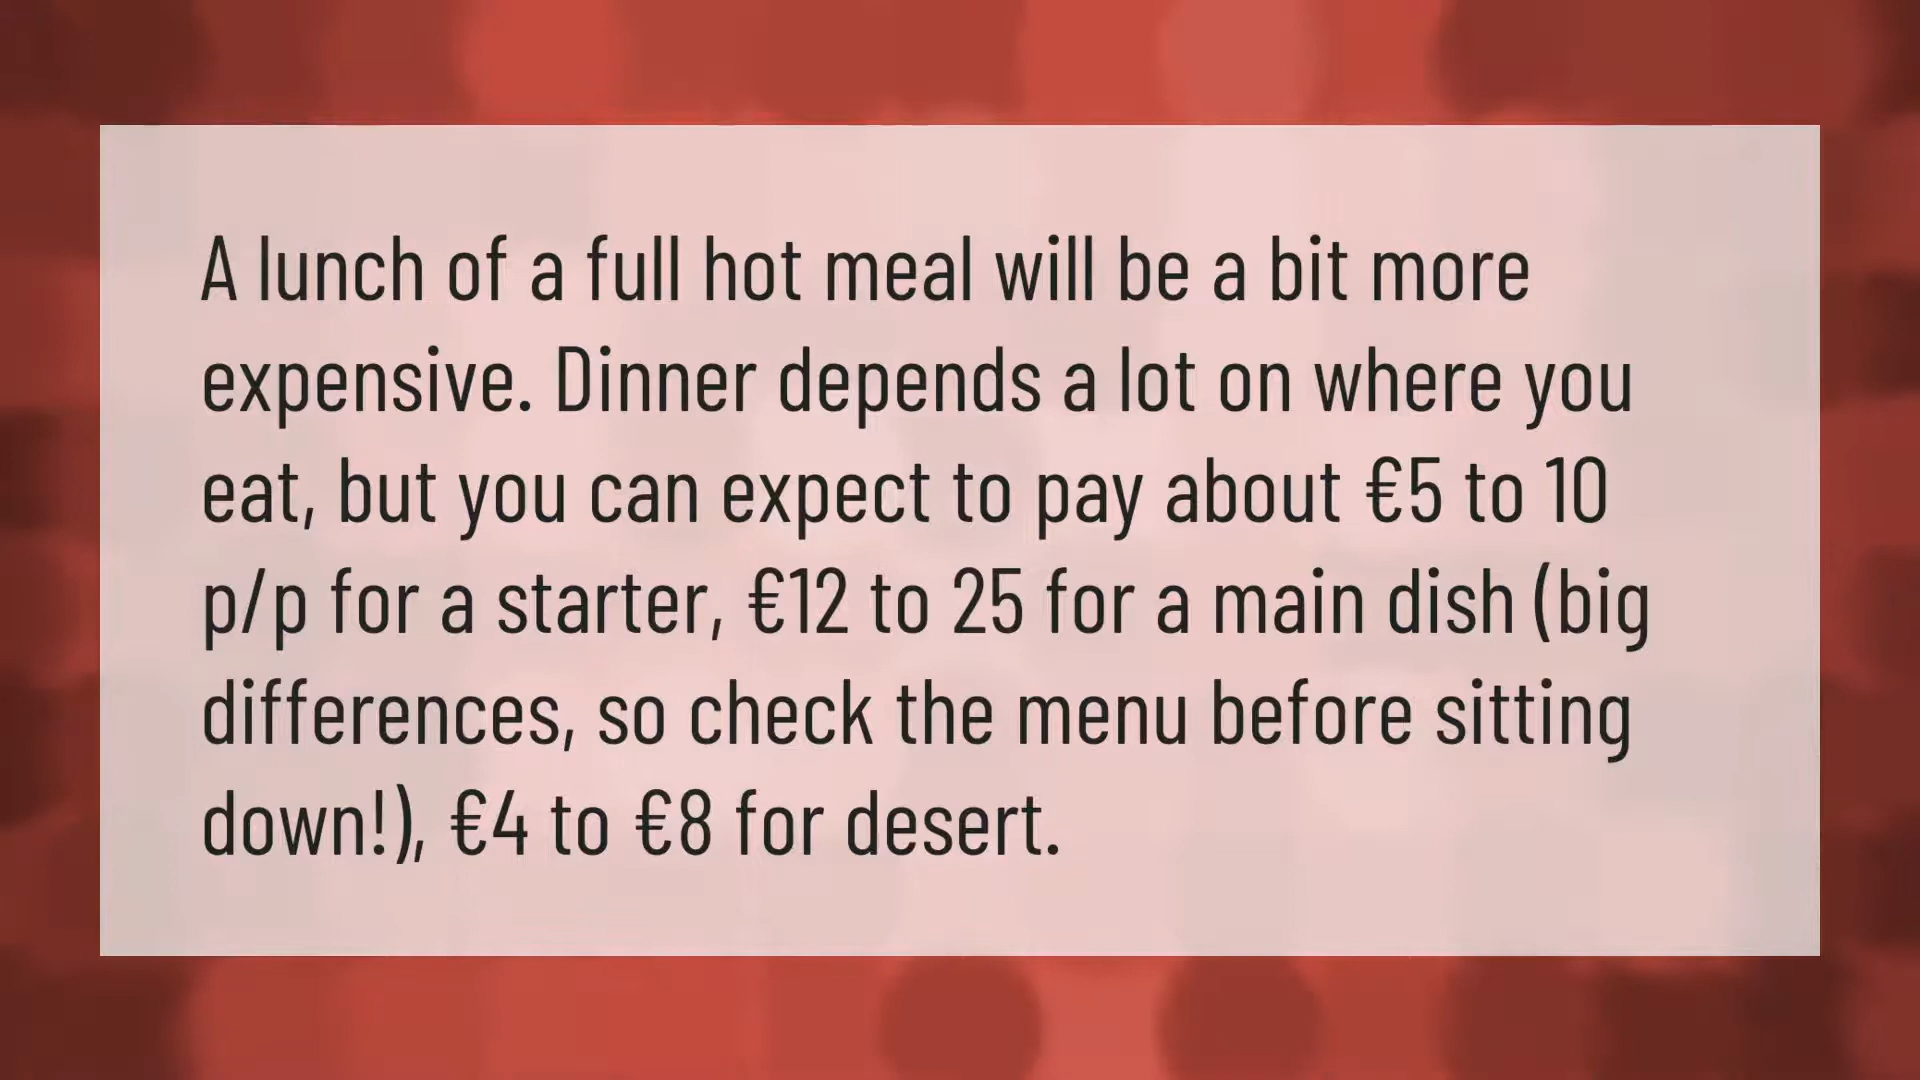 A lunch of a full hot meal will be a bit more
expensive. Dinner depends a lot on where you
eat, but you can expect to pay about €5 to 10
p/p for a starter, €12 to 25 for a main dish (big
differences, so check the menu before sitting
down!), €4 to €8 for desert.